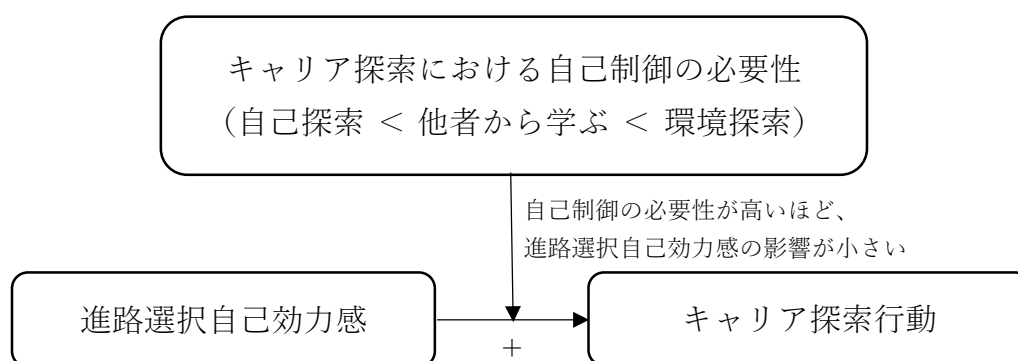 キャリア探索における自己制御の必要性
（自己探索 < 他者から学ぶ < 環境探索）
自己制御の必要性が高いほど、
進路選択自己効力感の影響が小さい
進路選択自己効力感
キャリア探索行動
＋